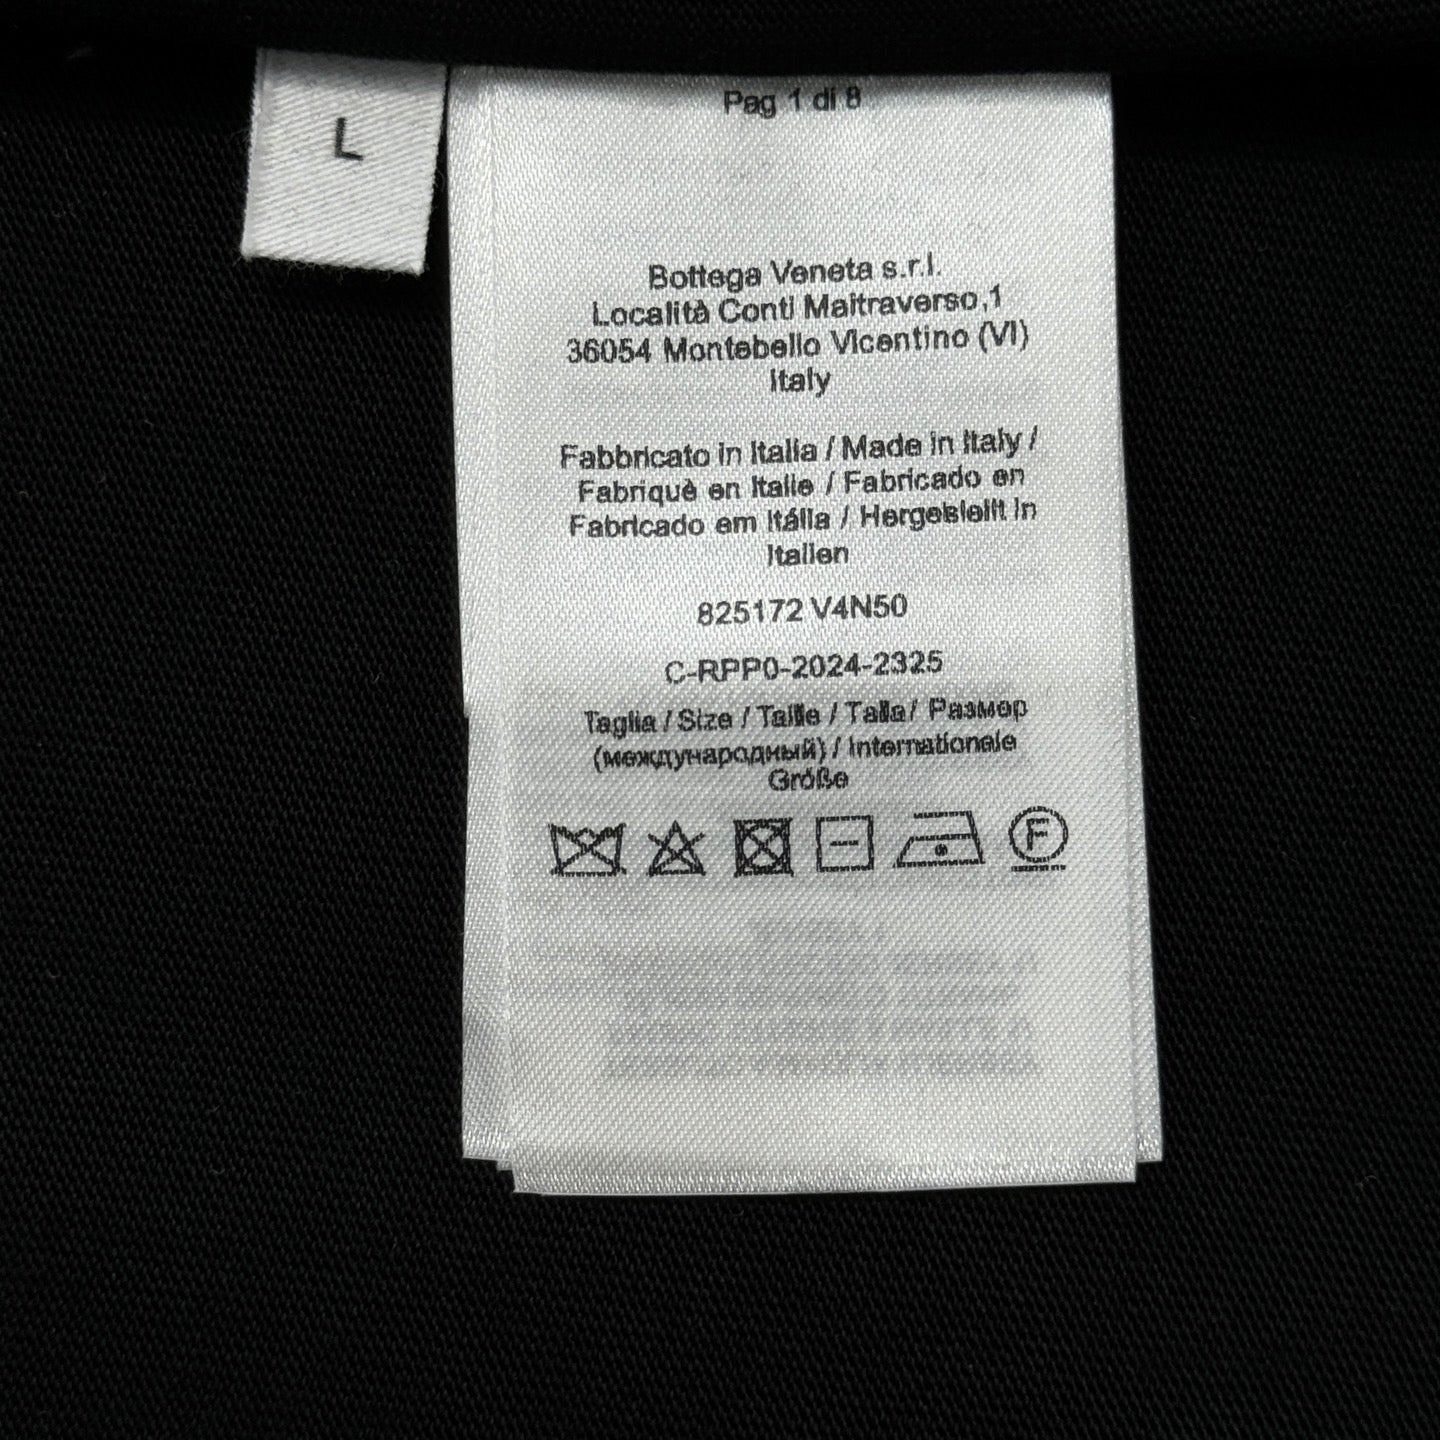 L
Pag 1 di 8
Bottega Veneta s.r.l.
Località Conti Maltraverso,1
36054 Montebello Vicentino (VI)
Italy
Fabbricato in Italia / Made in Italy /
Fabriquè en Italie / Fabricado en
Fabricado em Itália / Hergestellt in
Italien
825172 V4N50
C-RPP0-2024-2325
Taglia / Size / Taille / Talla/ Размер
(международный) / Internationale
Größe
F